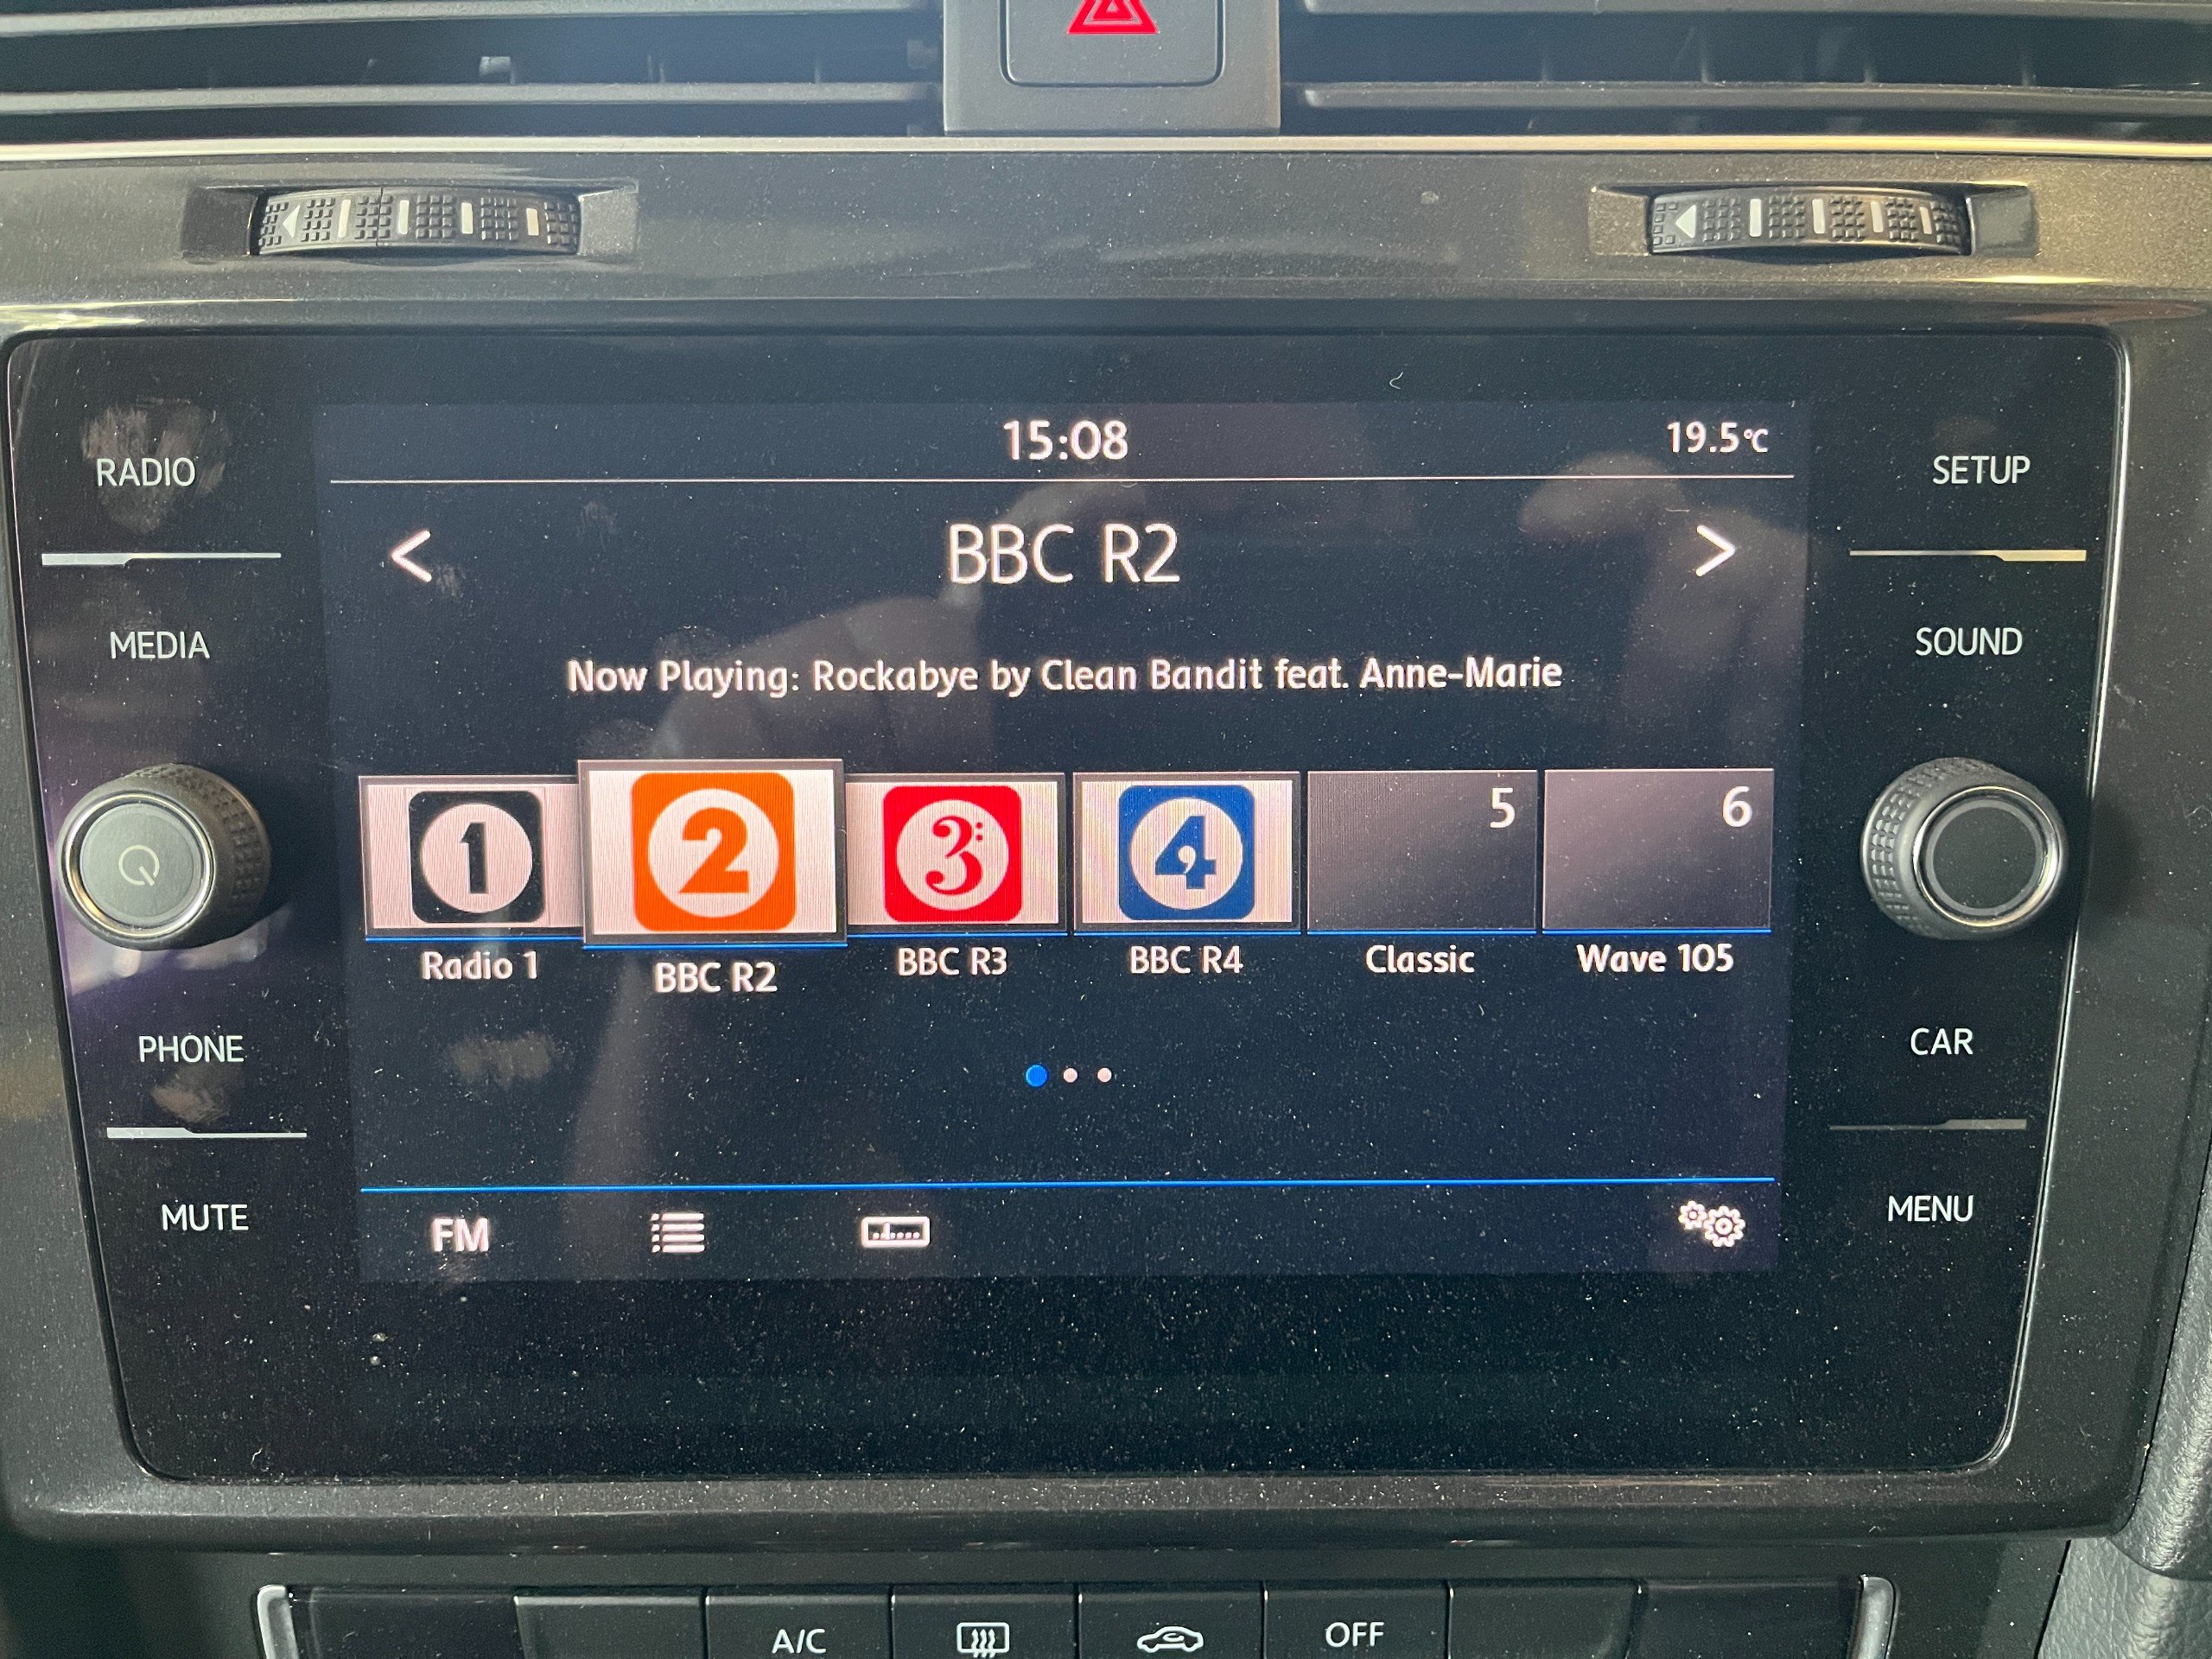 15:08
19.5°C
RADIO
SETUP
< BBC R2 >
MEDIA
SOUND
Now Playing: Rockabye by Clean Bandit feat. Anne-Marie
1 2 3 4 5 6
Radio 1 BBC R2 BBC R3 BBC R4 Classic Wave 105
PHONE
CAR
MUTE
MENU
FM
A/C
OFF